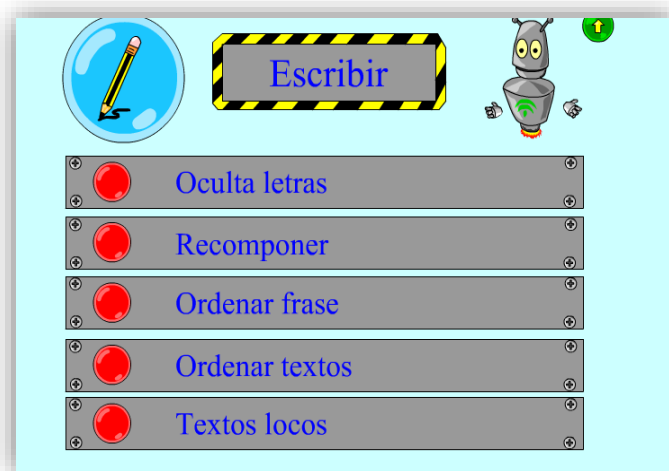 Escribir
Oculta letras
Recomponer
Ordenar frase
Ordenar textos
Textos locos